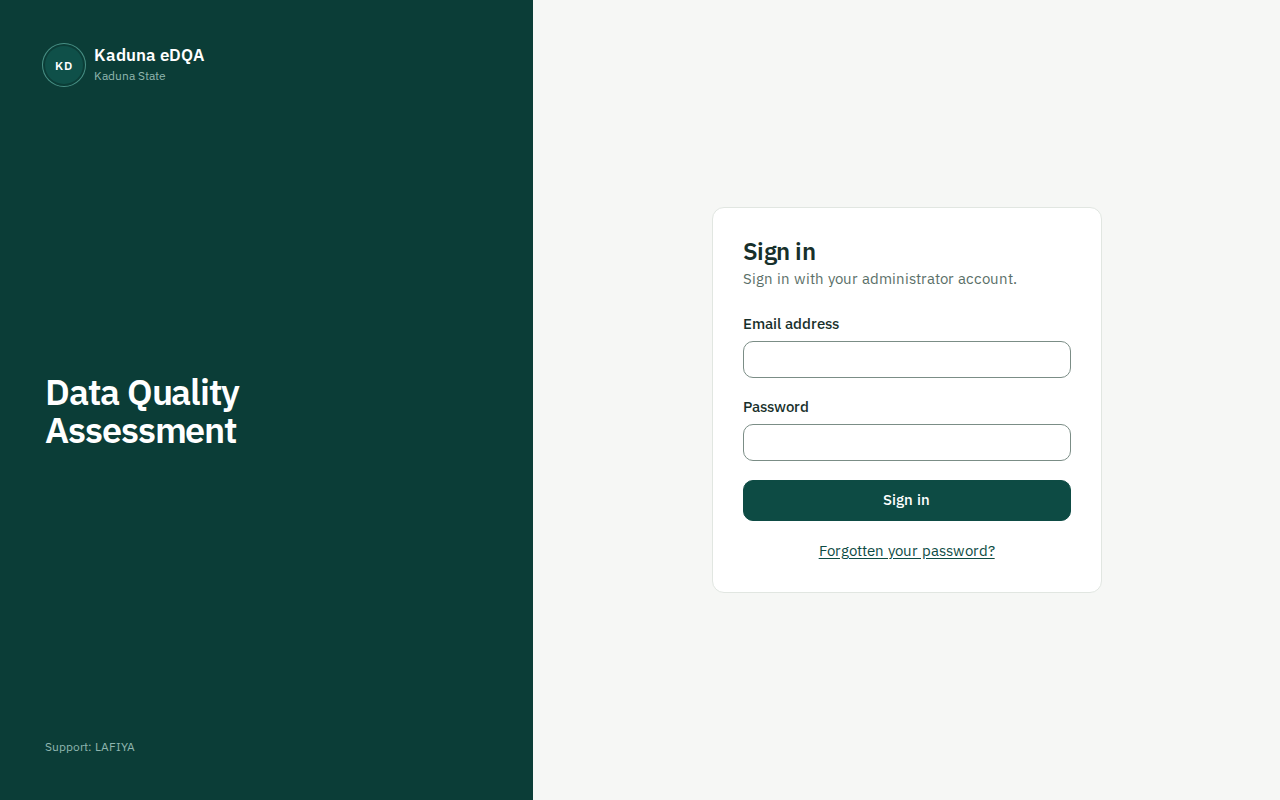 KD
Kaduna eDQA
Kaduna State
Data Quality
Assessment
Support: LAFIYA
Sign in
Sign in with your administrator account.
Email address
Password
Sign in
Forgotten your password?